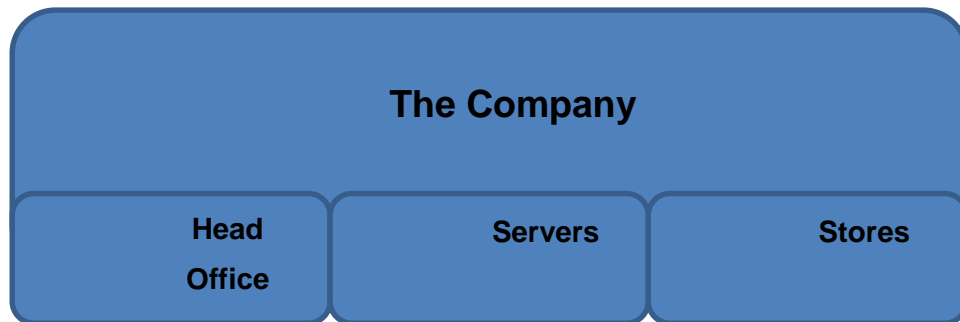 The Company
Head
Office
Servers
Stores